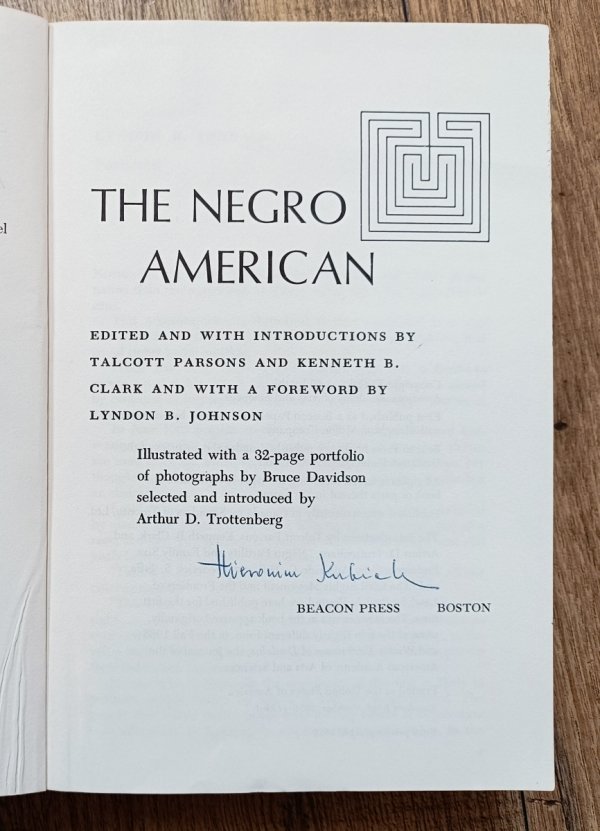 el
THE NEGRO
AMERICAN
EDITED AND WITH INTRODUCTIONS BY
TALCOTT PARSONS AND KENNETH B.
CLARK AND WITH A FOREWORD BY
LYNDON B. JOHNSON
Illustrated with a 32-page portfolio
of photographs by Bruce Davidson
selected and introduced by
Arthur D. Trottenberg
Hieronim Kubiak
BEACON PRESS BOSTON